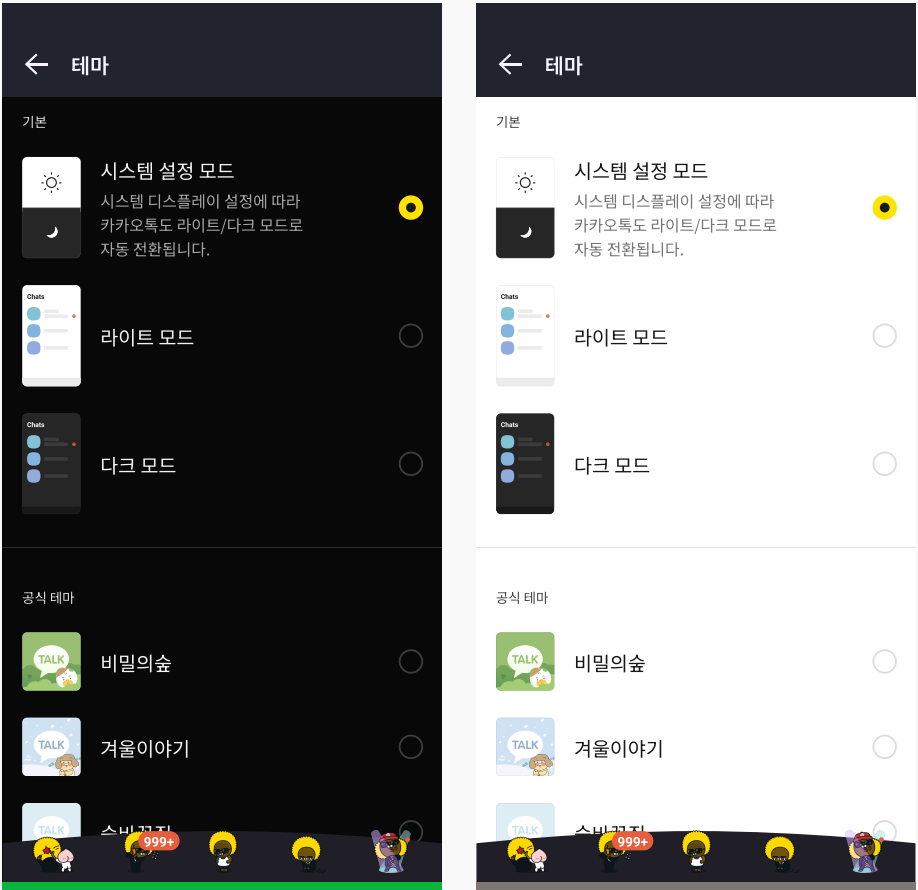 테마
기본
시스템 설정 모드
시스템 디스플레이 설정에 따라
카카오톡도 라이트/다크 모드로
자동 전환됩니다.
Chats
라이트 모드
Chats
다크 모드
공식 테마
TALK
비밀의숲
TALK
겨울이야기
TALK
999+
테마
기본
시스템 설정 모드
시스템 디스플레이 설정에 따라
카카오톡도 라이트/다크 모드로
자동 전환됩니다.
Chats
라이트 모드
Chats
다크 모드
공식 테마
TALK
비밀의숲
TALK
겨울이야기
TALK
999+